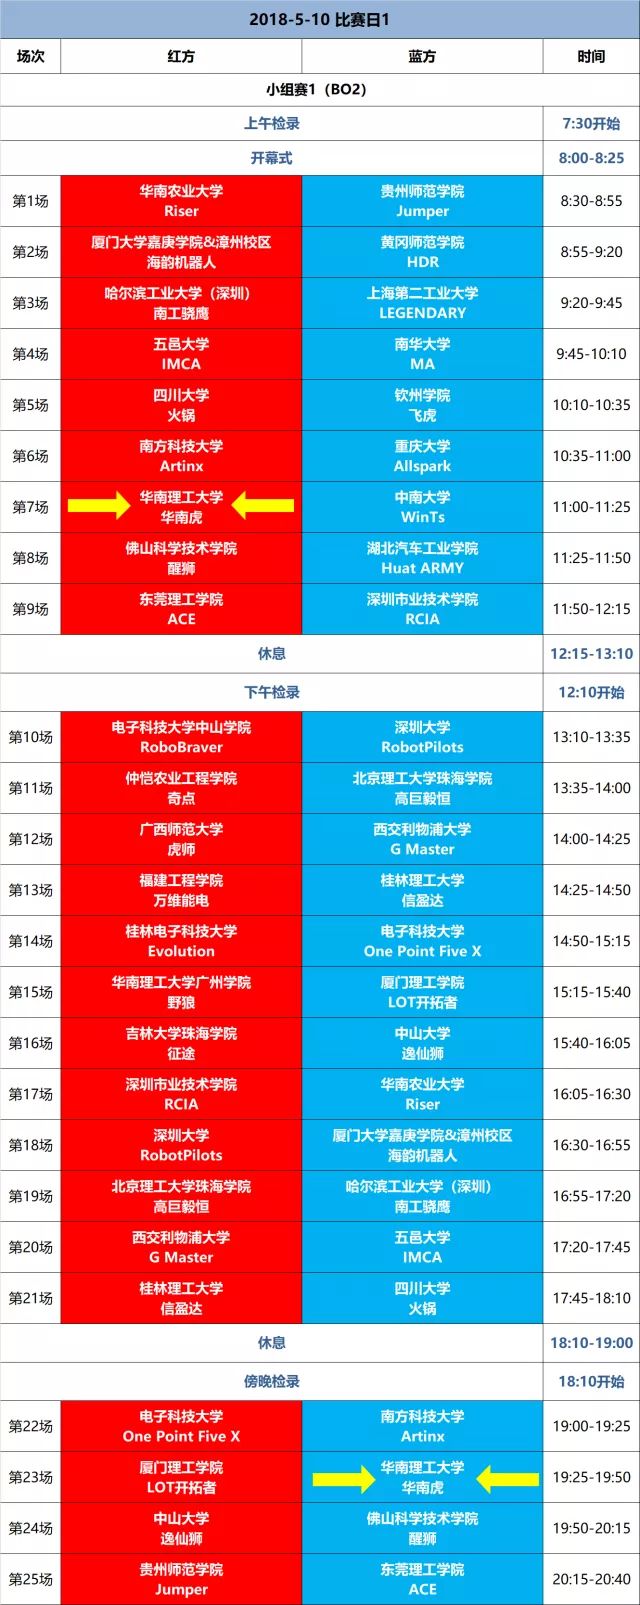 2018-5-10 比赛日1
场次 红方 蓝方 时间
小组赛1（BO2）
上午检录 7:30开始
开幕式 8:00-8:25
第1场 华南农业大学 贵州师范学院 8:30-8:55
Riser Jumper
第2场 厦门大学嘉庚学院&漳州校区 黄冈师范学院 8:55-9:20
海韵机器人 HDR
第3场 哈尔滨工业大学（深圳） 上海第二工业大学 9:20-9:45
南工骁鹰 LEGENDARY
第4场 五邑大学 南华大学 9:45-10:10
IMCA MA
第5场 四川大学 钦州学院 10:10-10:35
火锅 飞虎
第6场 南方科技大学 重庆大学 10:35-11:00
Artinx Allspark
第7场 华南理工大学 中南大学 11:00-11:25
华南虎 WinTs
第8场 佛山科学技术学院 湖北汽车工业学院 11:25-11:50
醒狮 Huat ARMY
第9场 东莞理工学院 深圳市业技术学院 11:50-12:15
ACE RCIA
休息 12:15-13:10
下午检录 12:10开始
第10场 电子科技大学中山学院 深圳大学 13:10-13:35
RoboBraver RobotPilots
第11场 仲恺农业工程学院 北京理工大学珠海学院 13:35-14:00
奇点 高巨毅恒
第12场 广西师范大学 西交利物浦大学 14:00-14:25
虎师 G Master
第13场 福建工程学院 桂林理工大学 14:25-14:50
万维能电 信盈达
第14场 桂林电子科技大学 电子科技大学 14:50-15:15
Evolution One Point Five X
第15场 华南理工大学广州学院 厦门理工学院 15:15-15:40
野狼 LOT开拓者
第16场 吉林大学珠海学院 中山大学 15:40-16:05
征途 逸仙狮
第17场 深圳市业技术学院 华南农业大学 16:05-16:30
RCIA Riser
第18场 深圳大学 厦门大学嘉庚学院&漳州校区 16:30-16:55
RobotPilots 海韵机器人
第19场 北京理工大学珠海学院 哈尔滨工业大学（深圳） 16:55-17:20
高巨毅恒 南工骁鹰
第20场 西交利物浦大学 五邑大学 17:20-17:45
G Master IMCA
第21场 桂林理工大学 四川大学 17:45-18:10
信盈达 火锅
休息 18:10-19:00
傍晚检录 18:10开始
第22场 电子科技大学 南方科技大学 19:00-19:25
One Point Five X Artinx
第23场 厦门理工学院 华南理工大学 19:25-19:50
LOT开拓者 华南虎
第24场 中山大学 佛山科学技术学院 19:50-20:15
逸仙狮 醒狮
第25场 贵州师范学院 东莞理工学院 20:15-20:40
Jumper ACE